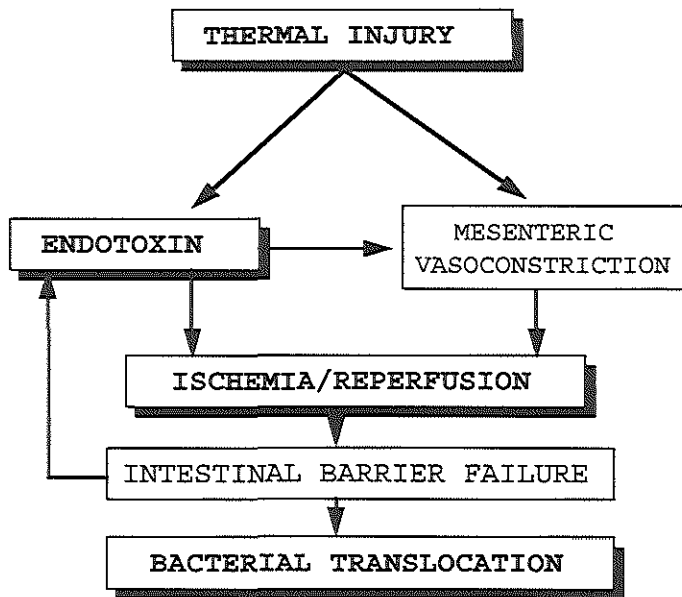 THERMAL INJURY
ENDOTOXIN
MESENTERIC
VASOCONSTRICTION
ISCHEMIA/REPERFUSION
INTESTINAL BARRIER FAILURE
BACTERIAL TRANSLOCATION